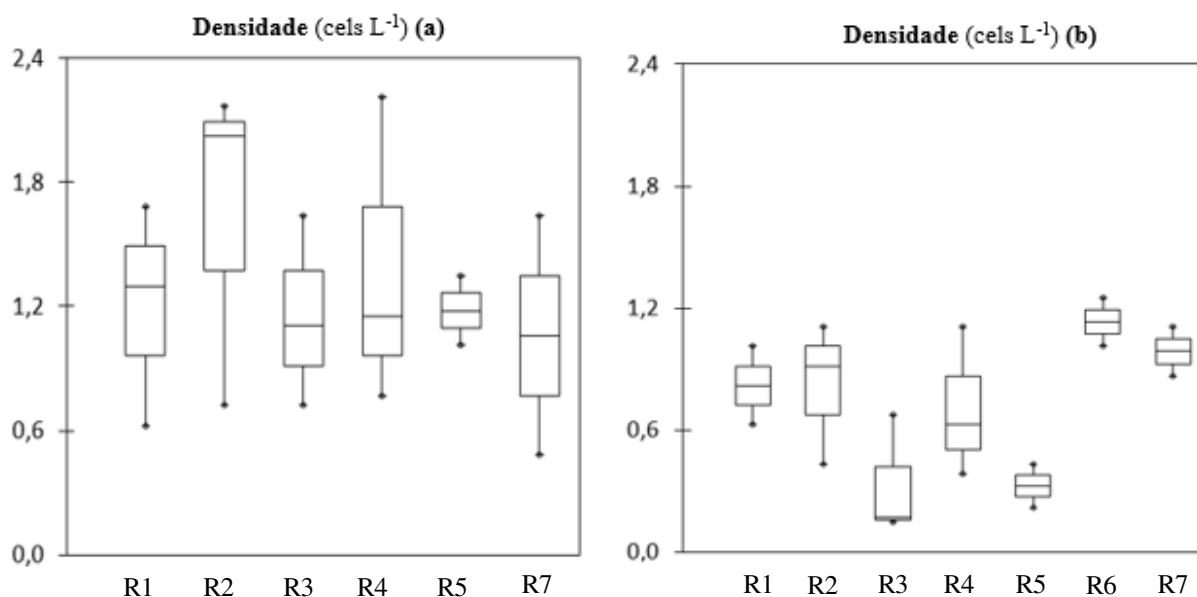 Densidade (cels L⁻¹) (a)
2,4
1,8
1,2
0,6
0,0
R1 R2 R3 R4 R5 R7
Densidade (cels L⁻¹) (b)
2,4
1,8
1,2
0,6
0,0
R1 R2 R3 R4 R5 R6 R7